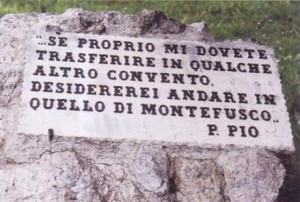 "...SE PROPRIO MI DOVETE
TRASFERIRE IN QUALCHE
ALTRO CONVENTO,
DESIDEREREI ANDARE IN
QUELLO DI MONTEFUSCO..
P. PIO